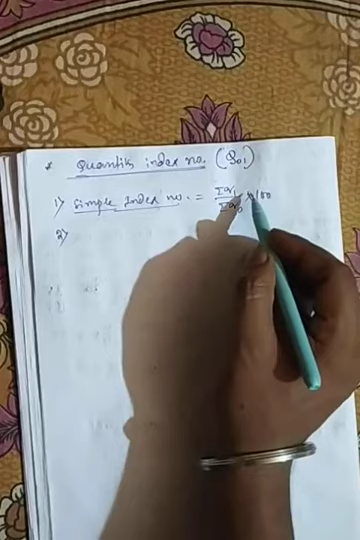 * Quantity index no. (Q01)
1) Simple Index no. = Σq1/Σq0 × 100
2)